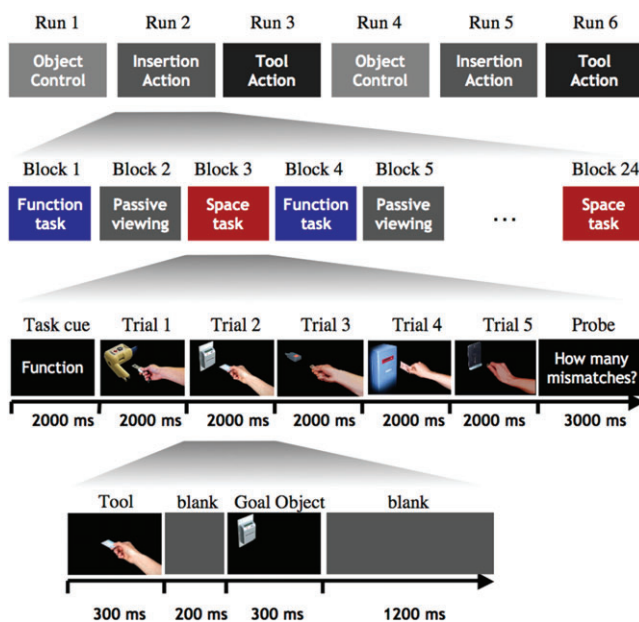 Run 1 Run 2 Run 3 Run 4 Run 5 Run 6
Object Insertion Tool Object Insertion Tool
Control Action Action Control Action Action
Block 1 Block 2 Block 3 Block 4 Block 5 Block 24
Function Passive Space Function Passive Space
task viewing task task viewing ... task
Task cue Trial 1 Trial 2 Trial 3 Trial 4 Trial 5 Probe
Function How many
mismatches?
2000 ms 2000 ms 2000 ms 2000 ms 2000 ms 2000 ms 3000 ms
Tool blank Goal Object blank
300 ms 200 ms 300 ms 1200 ms